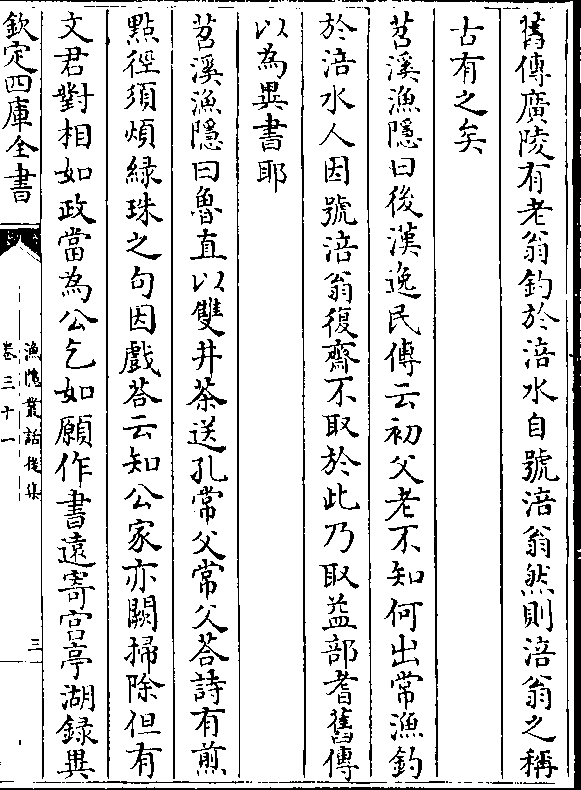 舊傳廣陵有老翁釣於涪水自號涪翁然則涪翁之稱
古有之矣
苕溪漁隱曰後漢逸民傳云初父老不知何出常漁釣
於涪水人因號涪翁復齋不取於此乃取益部耆舊傳
以為異書耶
苕溪漁隱曰魯直以雙井茶送孔常父常父答詩有煎
點徑須煩緑珠之句因戲荅云知公家亦闕掃除但有
文君對相如政當為公乞如願作書遠寄宫亭湖録異
欽定四庫全書
漁隱叢話後集
卷三十一
三